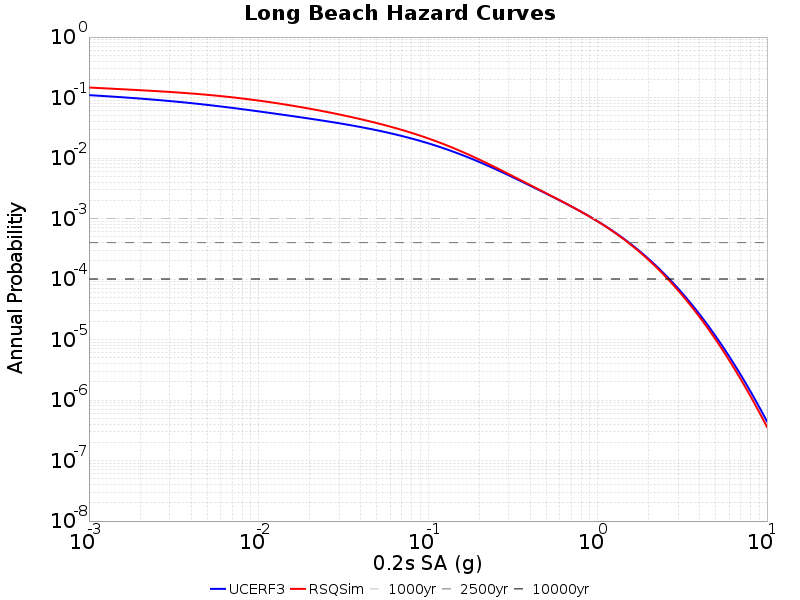 Long Beach Hazard Curves
Annual Probabilitiy
10^0
10^-1
10^-2
10^-3
10^-4
10^-5
10^-6
10^-7
10^-8
10^-3 10^-2 10^-1 10^0 10^1
0.2s SA (g)
UCERF3 RSQSim 1000yr 2500yr 10000yr